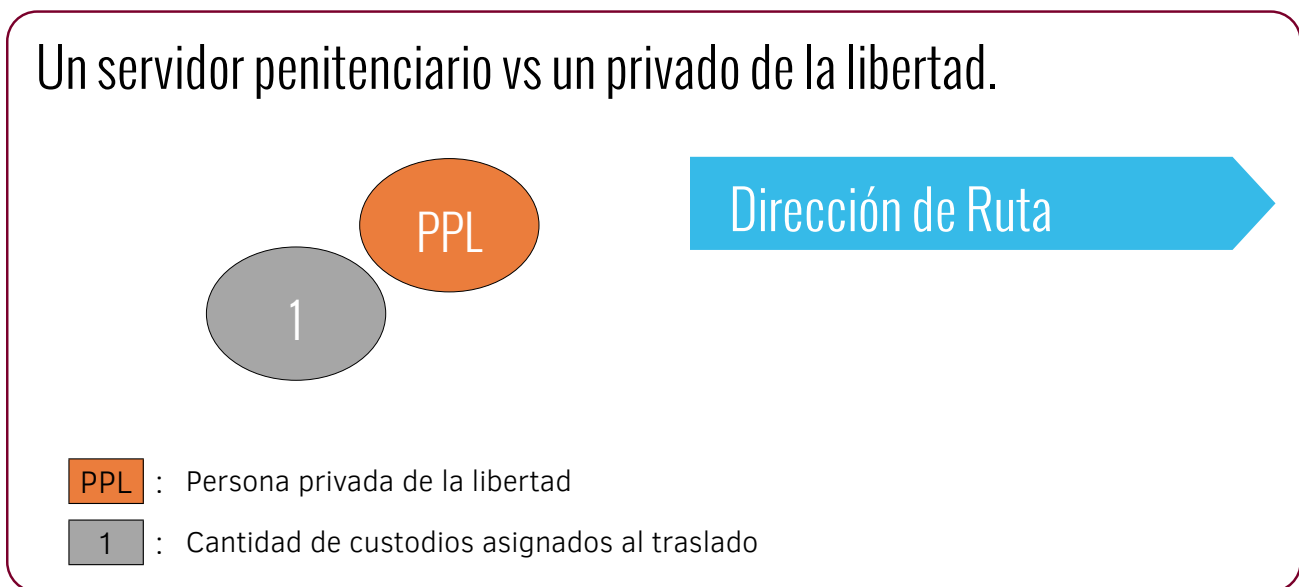 Un servidor penitenciario vs un privado de la libertad.
PPL
Dirección de Ruta
1
PPL : Persona privada de la libertad
1 : Cantidad de custodios asignados al traslado